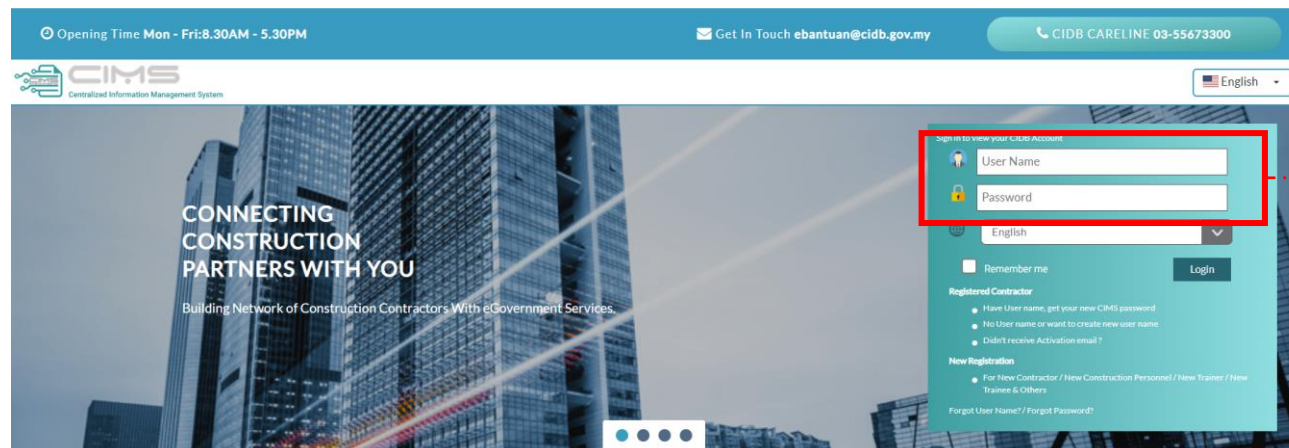 Opening Time Mon - Fri:8.30AM - 5.30PM
Get In Touch ebantuan@cidb.gov.my
CIDB CARELINE 03-55673300
CIMS
Centralized Information Management System
English
CONNECTING
CONSTRUCTION
PARTNERS WITH YOU
Building Network of Construction Contractors With eGovernment Services.
Sign in to view your CIDB Account
User Name
Password
English
Remember me
Login
Registered Contractor
Have User name, get your new CIMS password
No User name or want to create new user name
Didn't receive Activation email ?
New Registration
For New Contractor / New Construction Personnel / New Trainer / New
Trainee & Others
Forgot User Name? / Forgot Password?